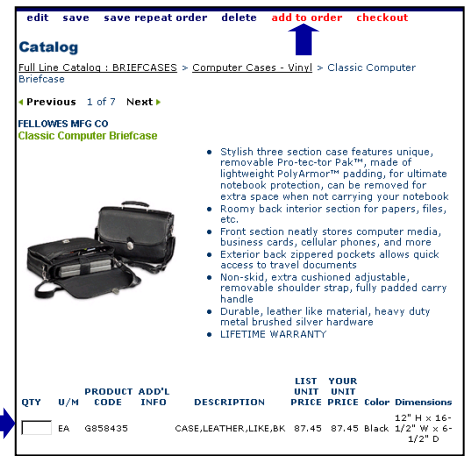 edit save save repeat order delete add to order checkout
Catalog
Full Line Catalog : BRIEFCASES > Computer Cases - Vinyl > Classic Computer
Briefcase
Previous 1 of 7 Next
FELLOWES MFG CO
Classic Computer Briefcase
• Stylish three section case features unique,
removable Pro-tec-tor Pak™, made of
lightweight PolyArmor™ padding, for ultimate
notebook protection, can be removed for
extra space when not carrying your notebook
• Roomy back interior section for papers, files,
etc.
• Front section neatly stores computer media,
business cards, cellular phones, and more
• Exterior back zippered pockets allows quick
access to travel documents
• Non-skid, extra cushioned adjustable,
removable shoulder strap, fully padded carry
handle
• Durable, leather like material, heavy duty
metal brushed silver hardware
• LIFETIME WARRANTY
LIST YOUR
PRODUCT ADD'L UNIT UNIT
QTY U/M CODE INFO DESCRIPTION PRICE PRICE Color Dimensions
12" H x 16-
EA G858435 CASE,LEATHER,LIKE,BK 87.45 87.45 Black 1/2" W x 6-
1/2" D